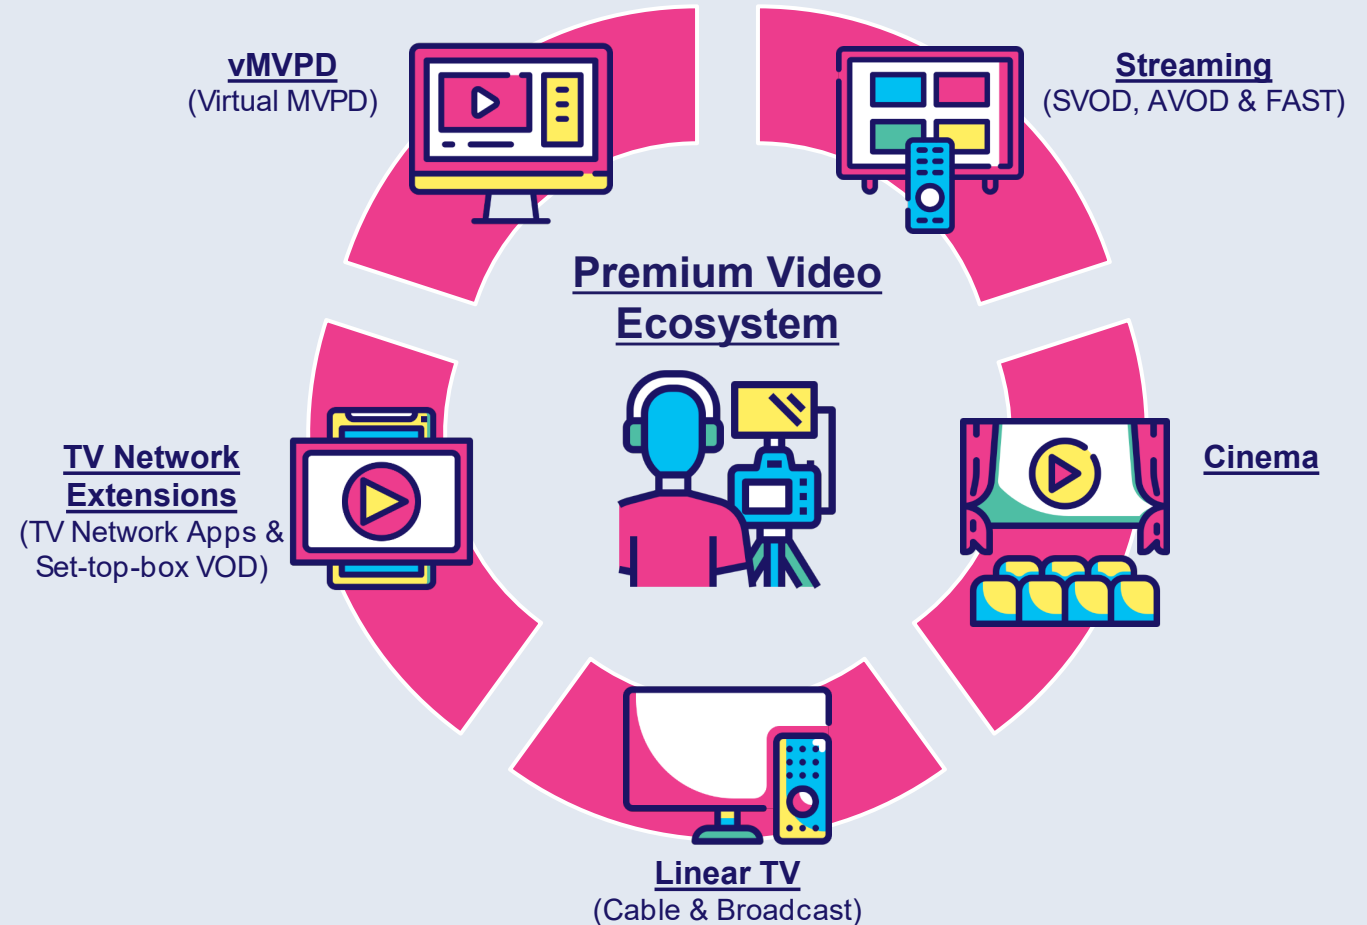 vMVPD
(Virtual MVPD)
Streaming
(SVOD, AVOD & FAST)
Premium Video
Ecosystem
TV Network
Extensions
(TV Network Apps &
Set-top-box VOD)
Cinema
Linear TV
(Cable & Broadcast)